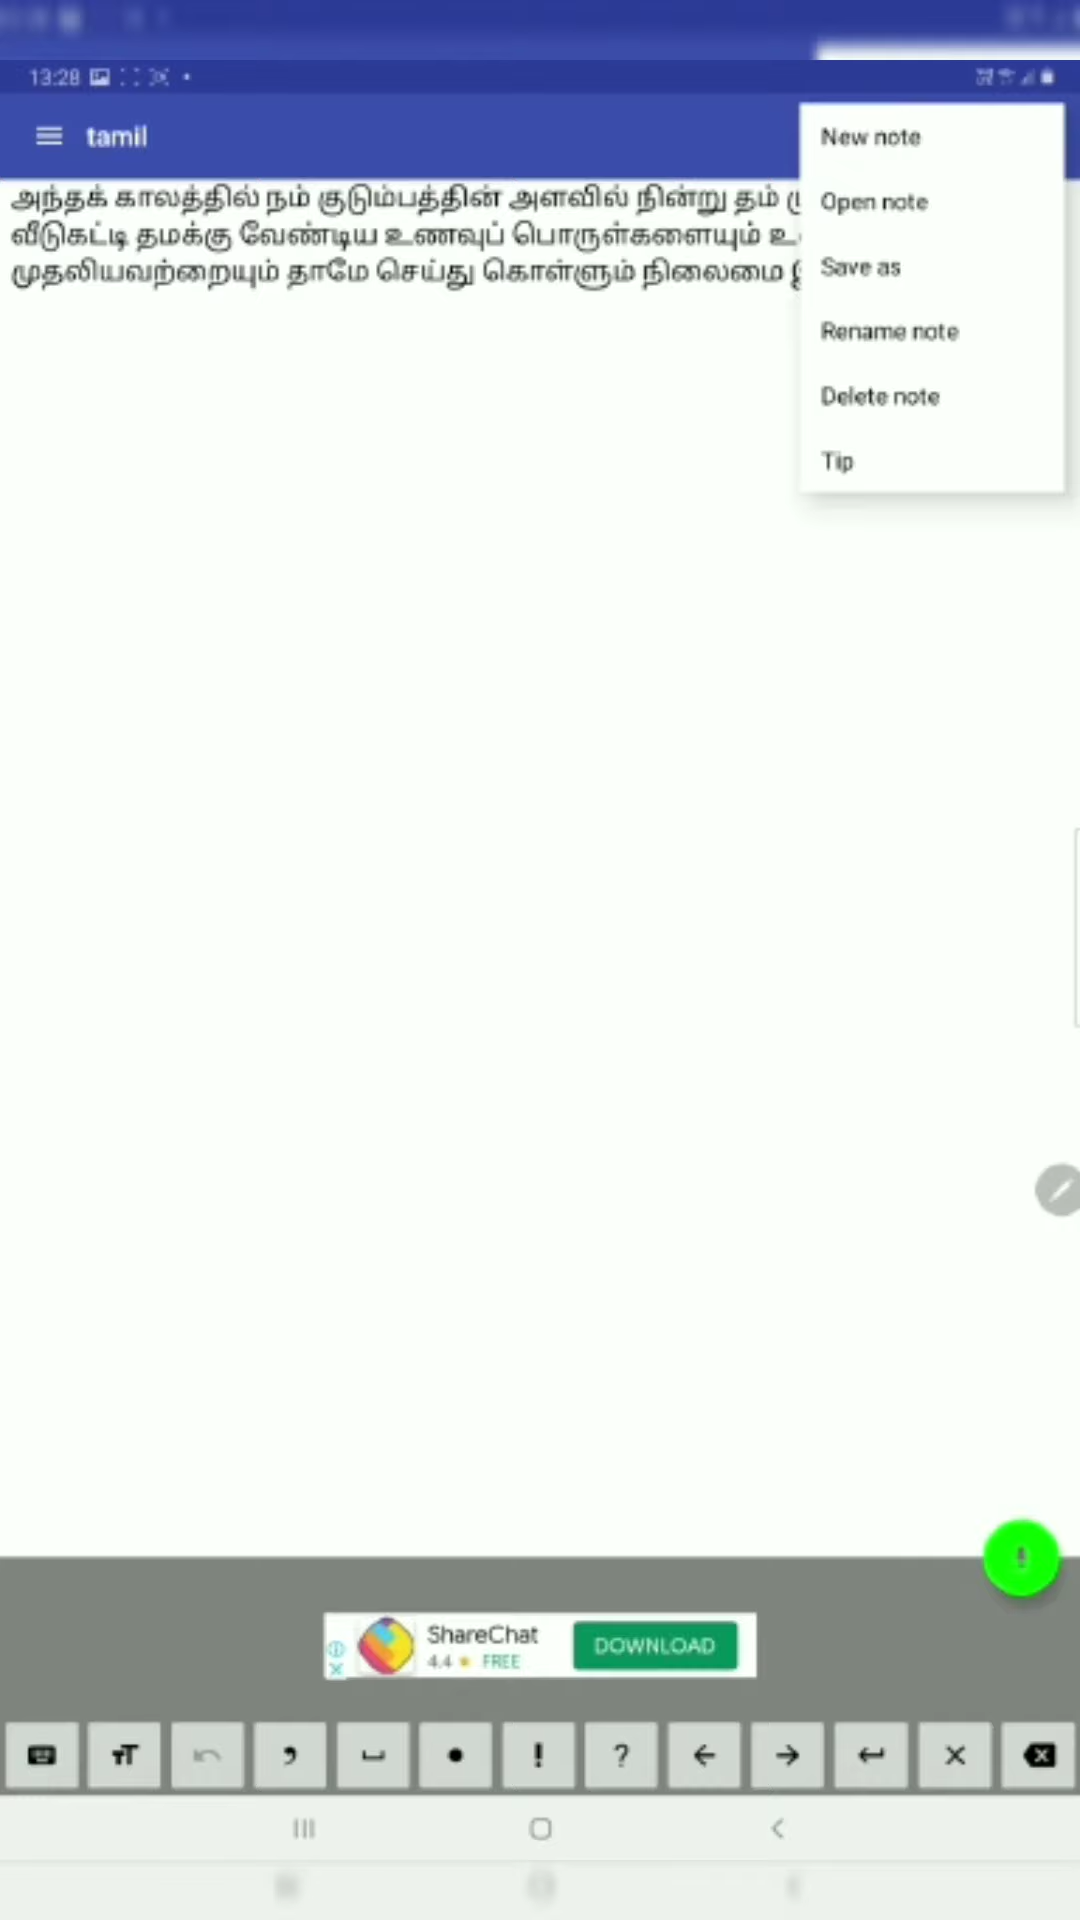 13:28
tamil
அந்தக் காலத்தில் நம் குடும்பத்தின் அளவில் நின்று தம்
வீடுகட்டி தமக்கு வேண்டிய உணவுப் பொருள்களையும்
முதலியவற்றையும் தாமே செய்து கொள்ளும் நிலைமை
New note
Open note
Save as
Rename note
Delete note
Tip
ShareChat
4.4 ★ FREE
DOWNLOAD